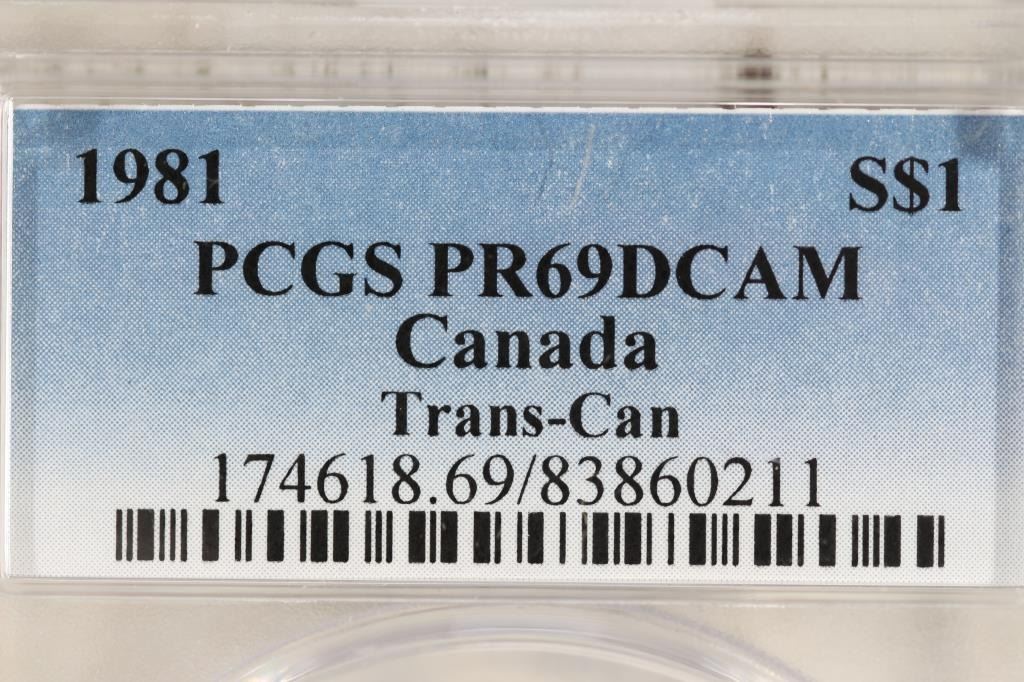 1981 S$1
PCGS PR69DCAM
Canada
Trans-Can
174618.69/83860211